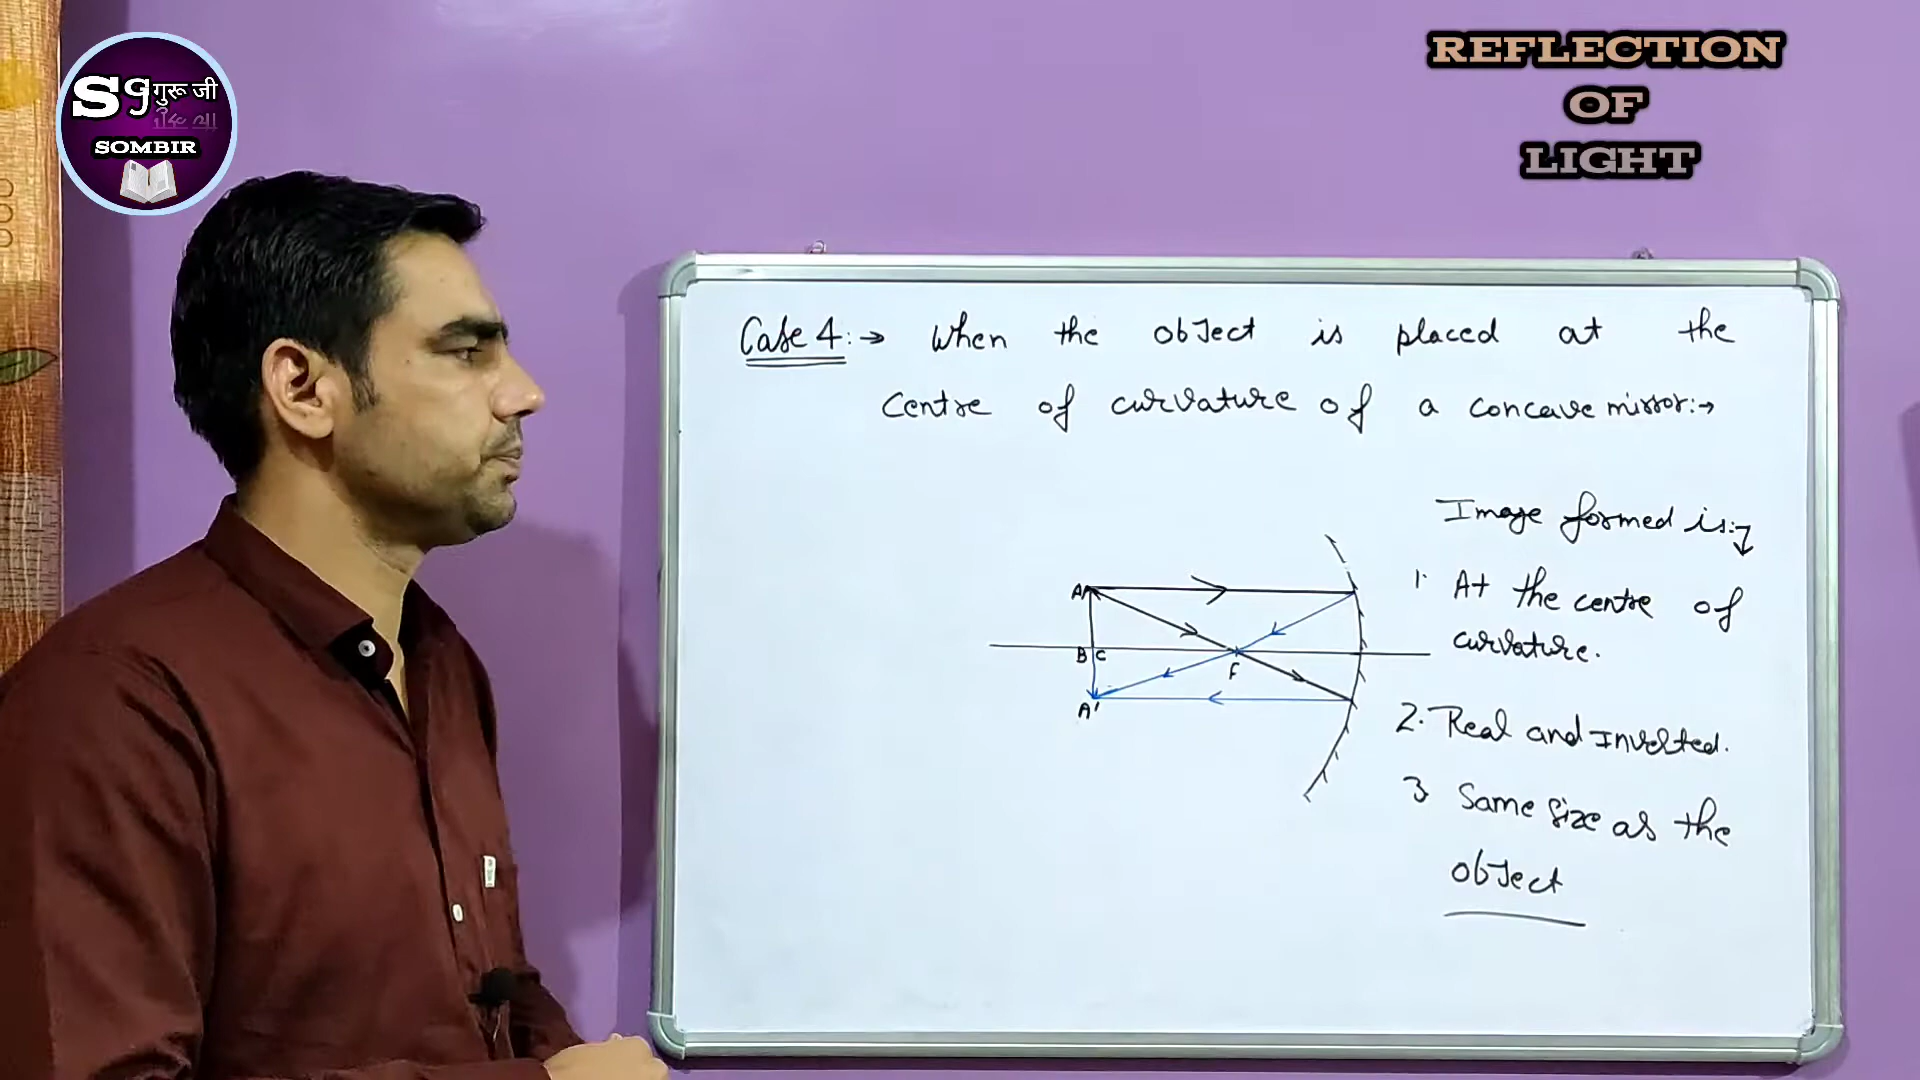 Sg गुरू जी
SOMBIR
REFLECTION
OF
LIGHT
Case 4:→ When the object is placed at the
Centre of curvature of a concave mirror:→
Image formed is:→
1. At the centre of
curvature.
2. Real and Inverted.
3 Same size as the
object
A
B C
F
A'